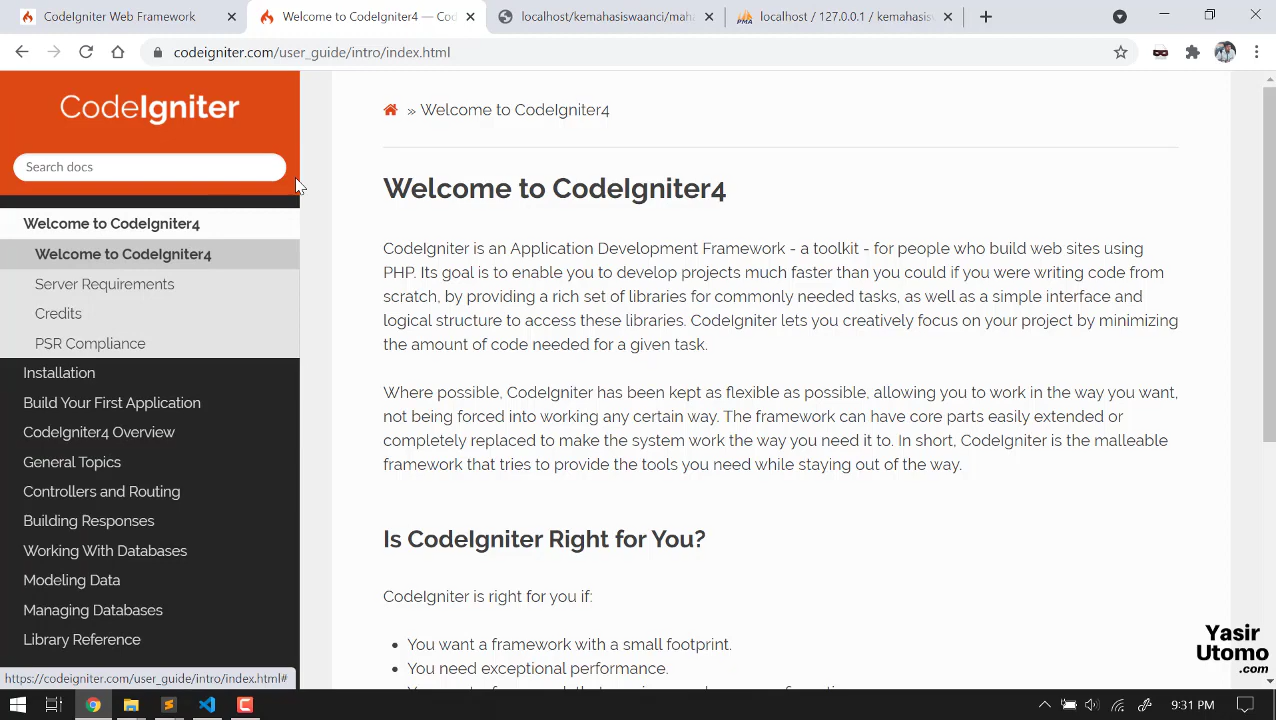 CodeIgniter Web Framework
Welcome to CodeIgniter4 — Cod
localhost/kemahasiswaanci/maha
localhost / 127.0.0.1 / kemahasis
codeigniter.com/user_guide/intro/index.html
CodeIgniter
Search docs
Welcome to CodeIgniter4
Welcome to CodeIgniter4
Server Requirements
Credits
PSR Compliance
Installation
Build Your First Application
CodeIgniter4 Overview
General Topics
Controllers and Routing
Building Responses
Working With Databases
Modeling Data
Managing Databases
Library Reference
https://codeigniter.com/user_guide/intro/index.html#
» Welcome to CodeIgniter4
Welcome to CodeIgniter4
CodeIgniter is an Application Development Framework - a toolkit - for people who build web sites using
PHP. Its goal is to enable you to develop projects much faster than you could if you were writing code from
scratch, by providing a rich set of libraries for commonly needed tasks, as well as a simple interface and
logical structure to access these libraries. CodeIgniter lets you creatively focus on your project by minimizing
the amount of code needed for a given task.
Where possible, CodeIgniter has been kept as flexible as possible, allowing you to work in the way you want,
not being forced into working any certain way. The framework can have core parts easily extended or
completely replaced to make the system work the way you need it to. In short, CodeIgniter is the malleable
framework that tries to provide the tools you need while staying out of the way.
Is CodeIgniter Right for You?
CodeIgniter is right for you if:
• You want a framework with a small footprint.
• You need exceptional performance.
Yasir
Utomo
.com
9:31 PM